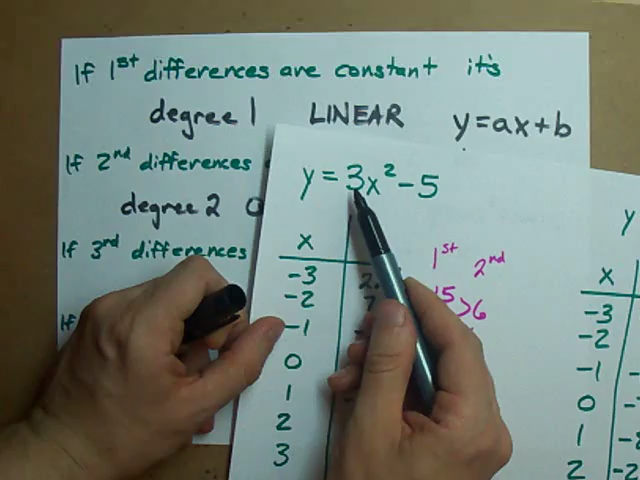 If 1st differences are constant it's
degree 1 LINEAR y=ax+b
If 2nd differences
degree 2
If 3rd differences
If
y = 3x² - 5
x
1st 2nd
-3
-2
-1
0
1
2
3
15 >6
y
x
-3
-2
-1
0
1
2